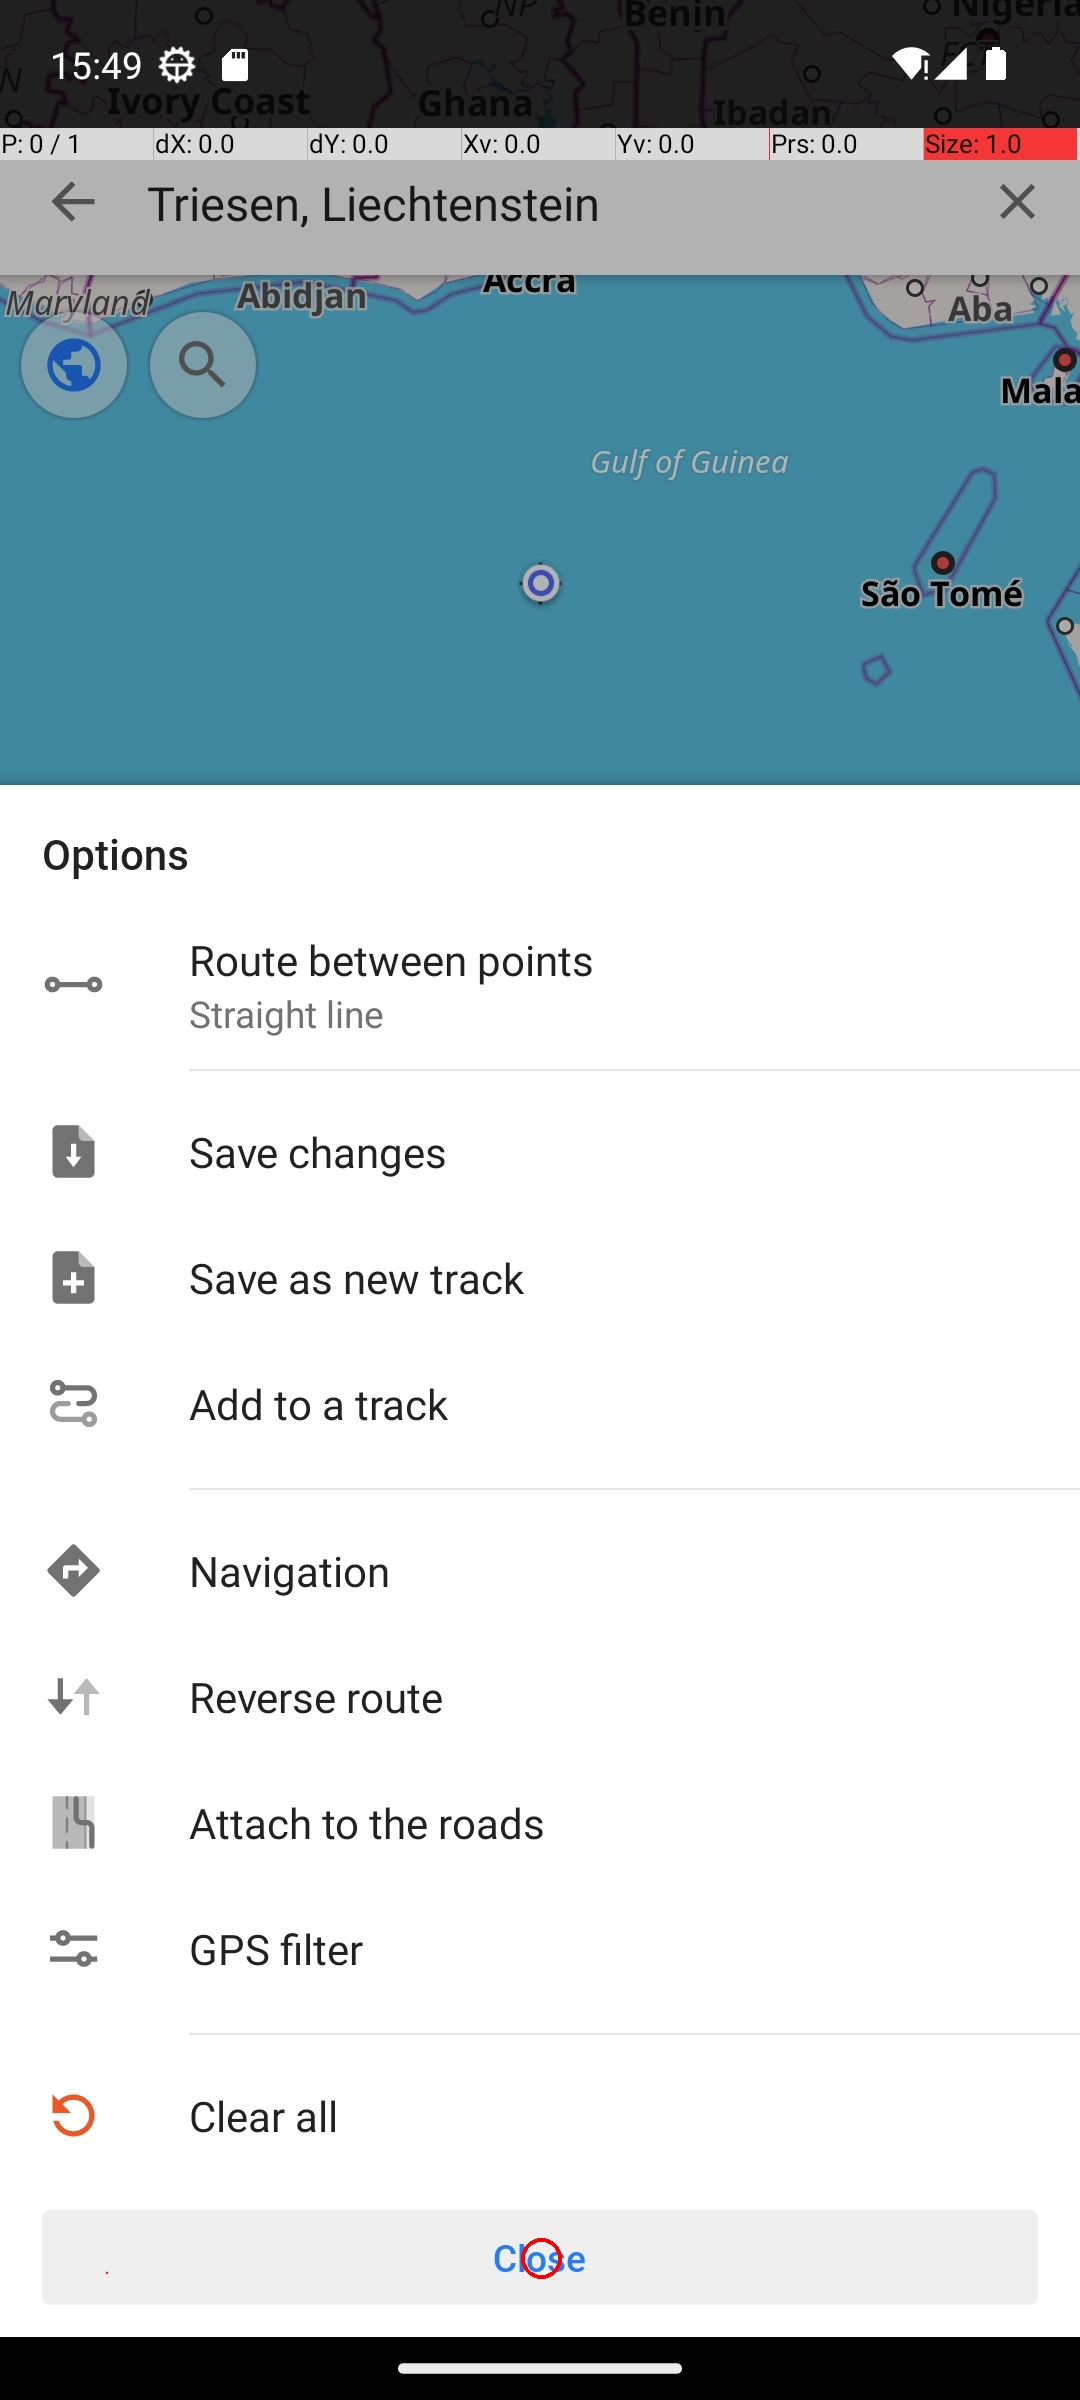 NP
Benin
Nigeria
15:49
N
Ivory Coast
Ghana
Ibadan
P: 0 / 1
dX: 0.0
dY: 0.0
Xv: 0.0
Yv: 0.0
Prs: 0.0
Size: 1.0
Triesen, Liechtenstein
Accra
Maryland
Abidjan
Aba
Mala
Gulf of Guinea
São Tomé
Options
Route between points
Straight line
Save changes
Save as new track
Add to a track
Navigation
Reverse route
Attach to the roads
GPS filter
Clear all
Close